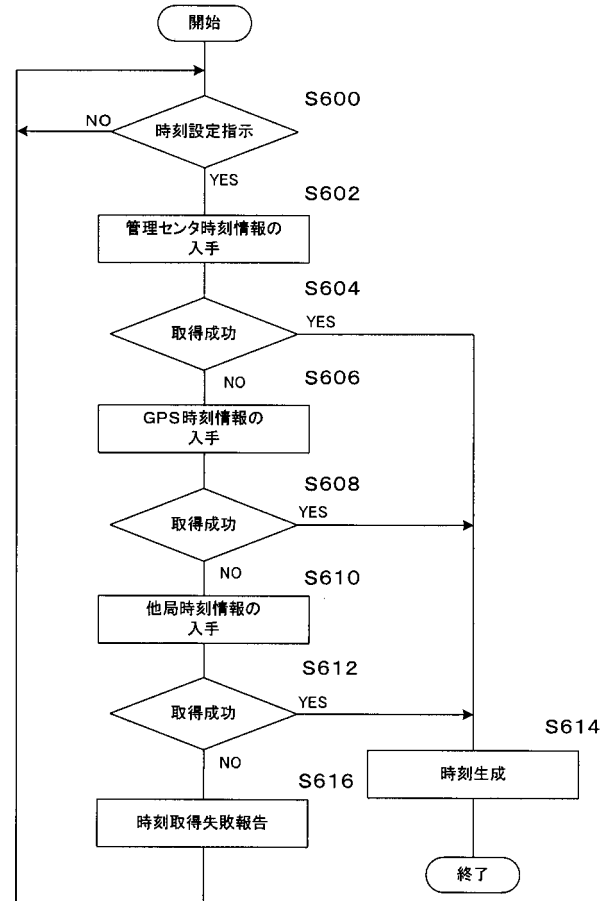 開始
S600
時刻設定指示
NO
YES
S602
管理センタ時刻情報の
入手
S604
取得成功
YES
NO
S606
GPS時刻情報の
入手
S608
取得成功
YES
NO
S610
他局時刻情報の
入手
S612
取得成功
YES
NO
S614
時刻生成
S616
時刻取得失敗報告
終了